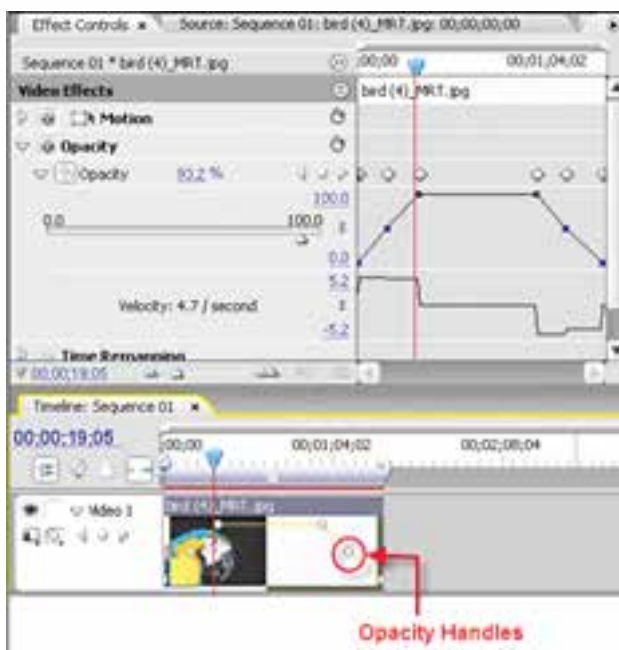 Effect Controls × Source: Sequence 01: bird (4)_MRT.jpg: 00;00;00;00
Sequence 01 * bird (4)_MRT.jpg ;00;00 00;01;04;02
Video Effects bird (4)_MRT.jpg
Motion
Opacity
Opacity 93.2 % 
100.0
0.0 100.0
0.0
5.2
Velocity: 4.7 / second
-5.2
Time Remapping
00;00;19;05
Timeline: Sequence 01 ×
00;00;19;05 ;00;00 00;01;04;02 00;02;08;04
Video 1 bird (4)_MRT.jpg
Opacity Handles